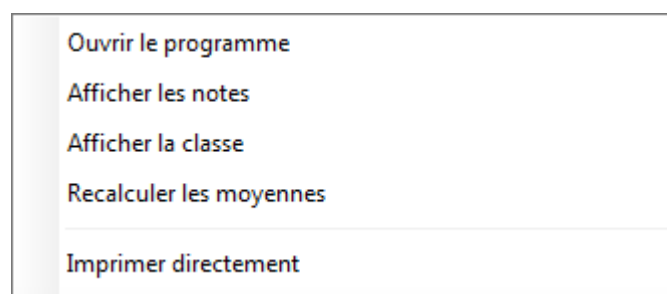 Ouvrir le programme
Afficher les notes
Afficher la classe
Recalculer les moyennes
Imprimer directement